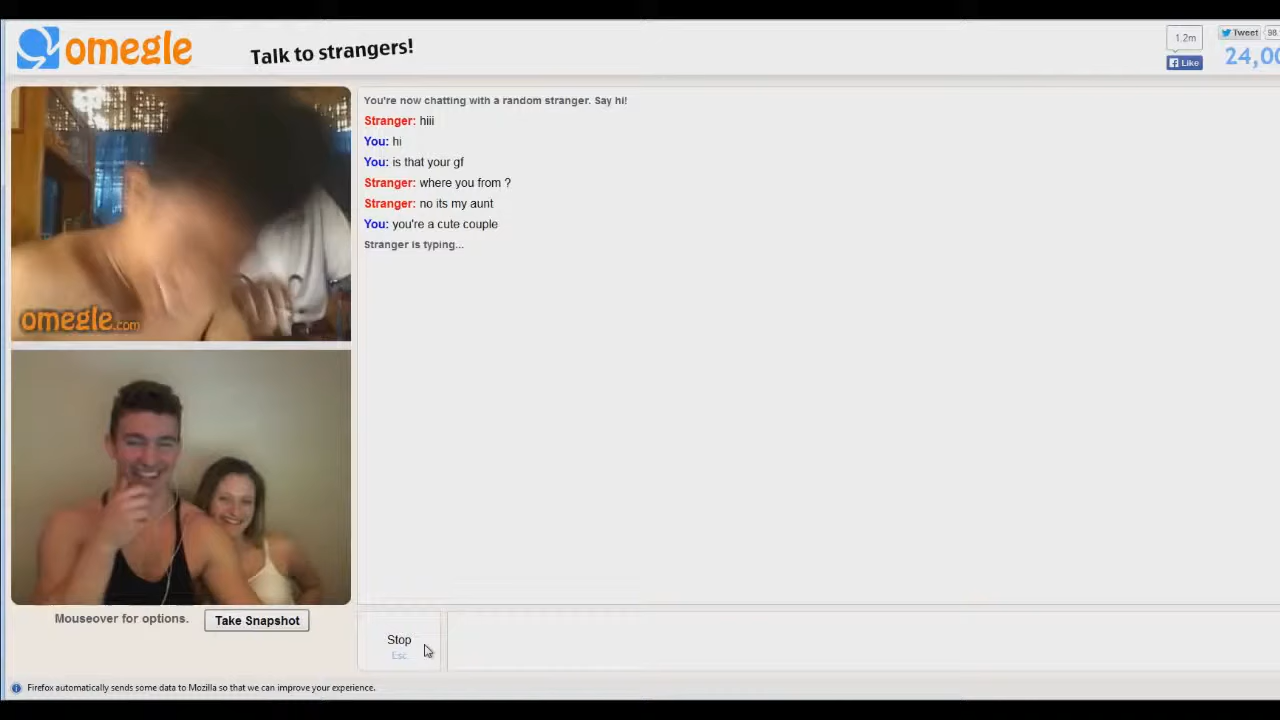 omegle
Talk to strangers!
1.2m
Tweet
Like
You're now chatting with a random stranger. Say hi!
Stranger: hiii
You: hi
You: is that your gf
Stranger: where you from ?
Stranger: no its my aunt
You: you're a cute couple
Stranger is typing...
omegle.com
Mouseover for options.
Take Snapshot
Stop
Esc
Firefox automatically sends some data to Mozilla so that we can improve your experience.